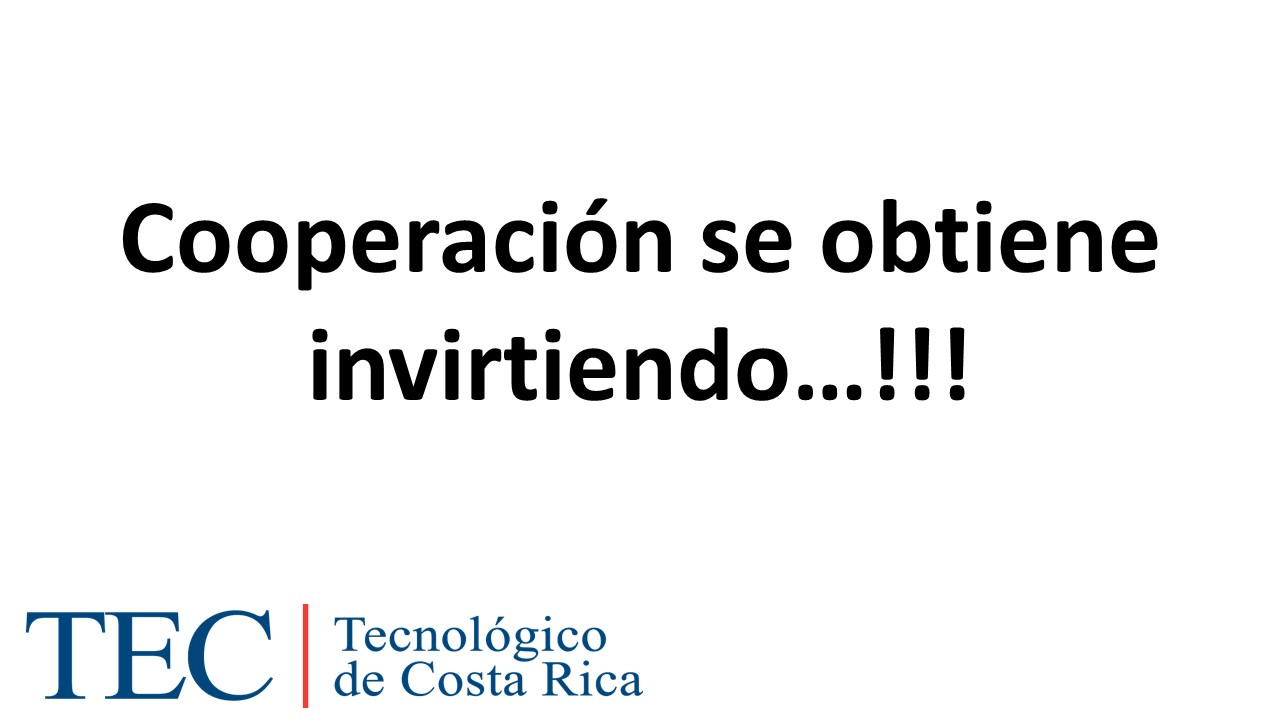 Cooperación se obtiene
invirtiendo...!!!
TEC
Tecnológico
de Costa Rica